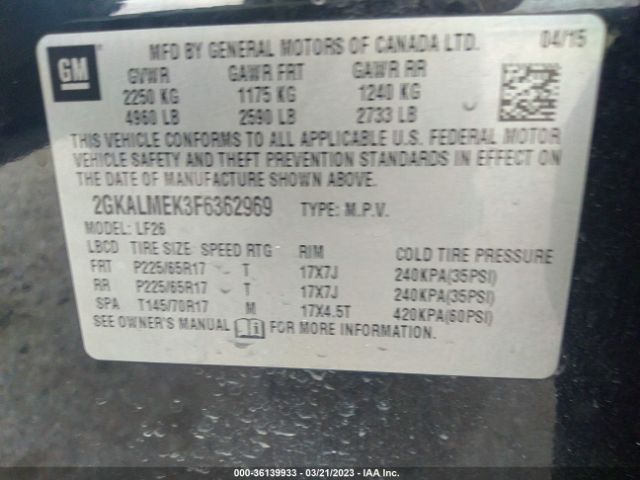 GM
MFD BY GENERAL MOTORS OF CANADA LTD. 04/15
GVWR GAWR FRT GAWR RR
2250 KG 1175 KG 1240 KG
4960 LB 2590 LB 2733 LB
THIS VEHICLE CONFORMS TO ALL APPLICABLE U.S. FEDERAL MOTOR
VEHICLE SAFETY AND THEFT PREVENTION STANDARDS IN EFFECT ON
THE DATE OF MANUFACTURE SHOWN ABOVE.
2GKALMEK3F6362969 TYPE: M.P.V.
MODEL: LF26
LBCD TIRE SIZE SPEED RTG RIM COLD TIRE PRESSURE
FRT P225/65R17 T 17X7J 240KPA(35PSI)
RR P225/65R17 T 17X7J 240KPA(35PSI)
SPA T145/70R17 M 17X4.5T 420KPA(60PSI)
SEE OWNER'S MANUAL FOR MORE INFORMATION.
000-36139933 - 03/21/2023 - IAA Inc.